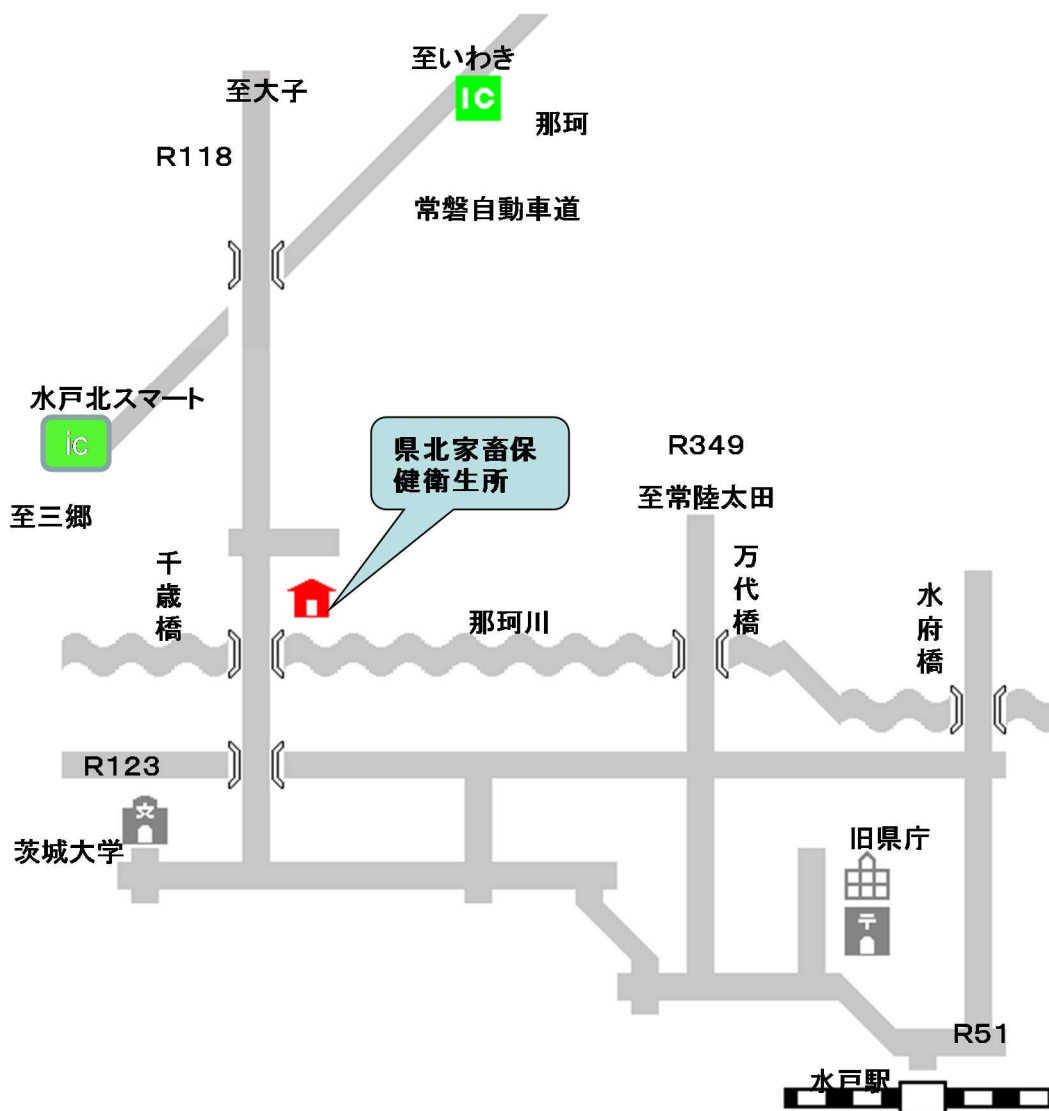 至いわき
IC
至大子
那珂
R118
常磐自動車道
水戸北スマート
ic
県北家畜保
健衛生所
R349
至常陸太田
至三郷
千歳橋
万代橋
水府橋
那珂川
R123
茨城大学
文
旧県庁
〒
R51
水戸駅